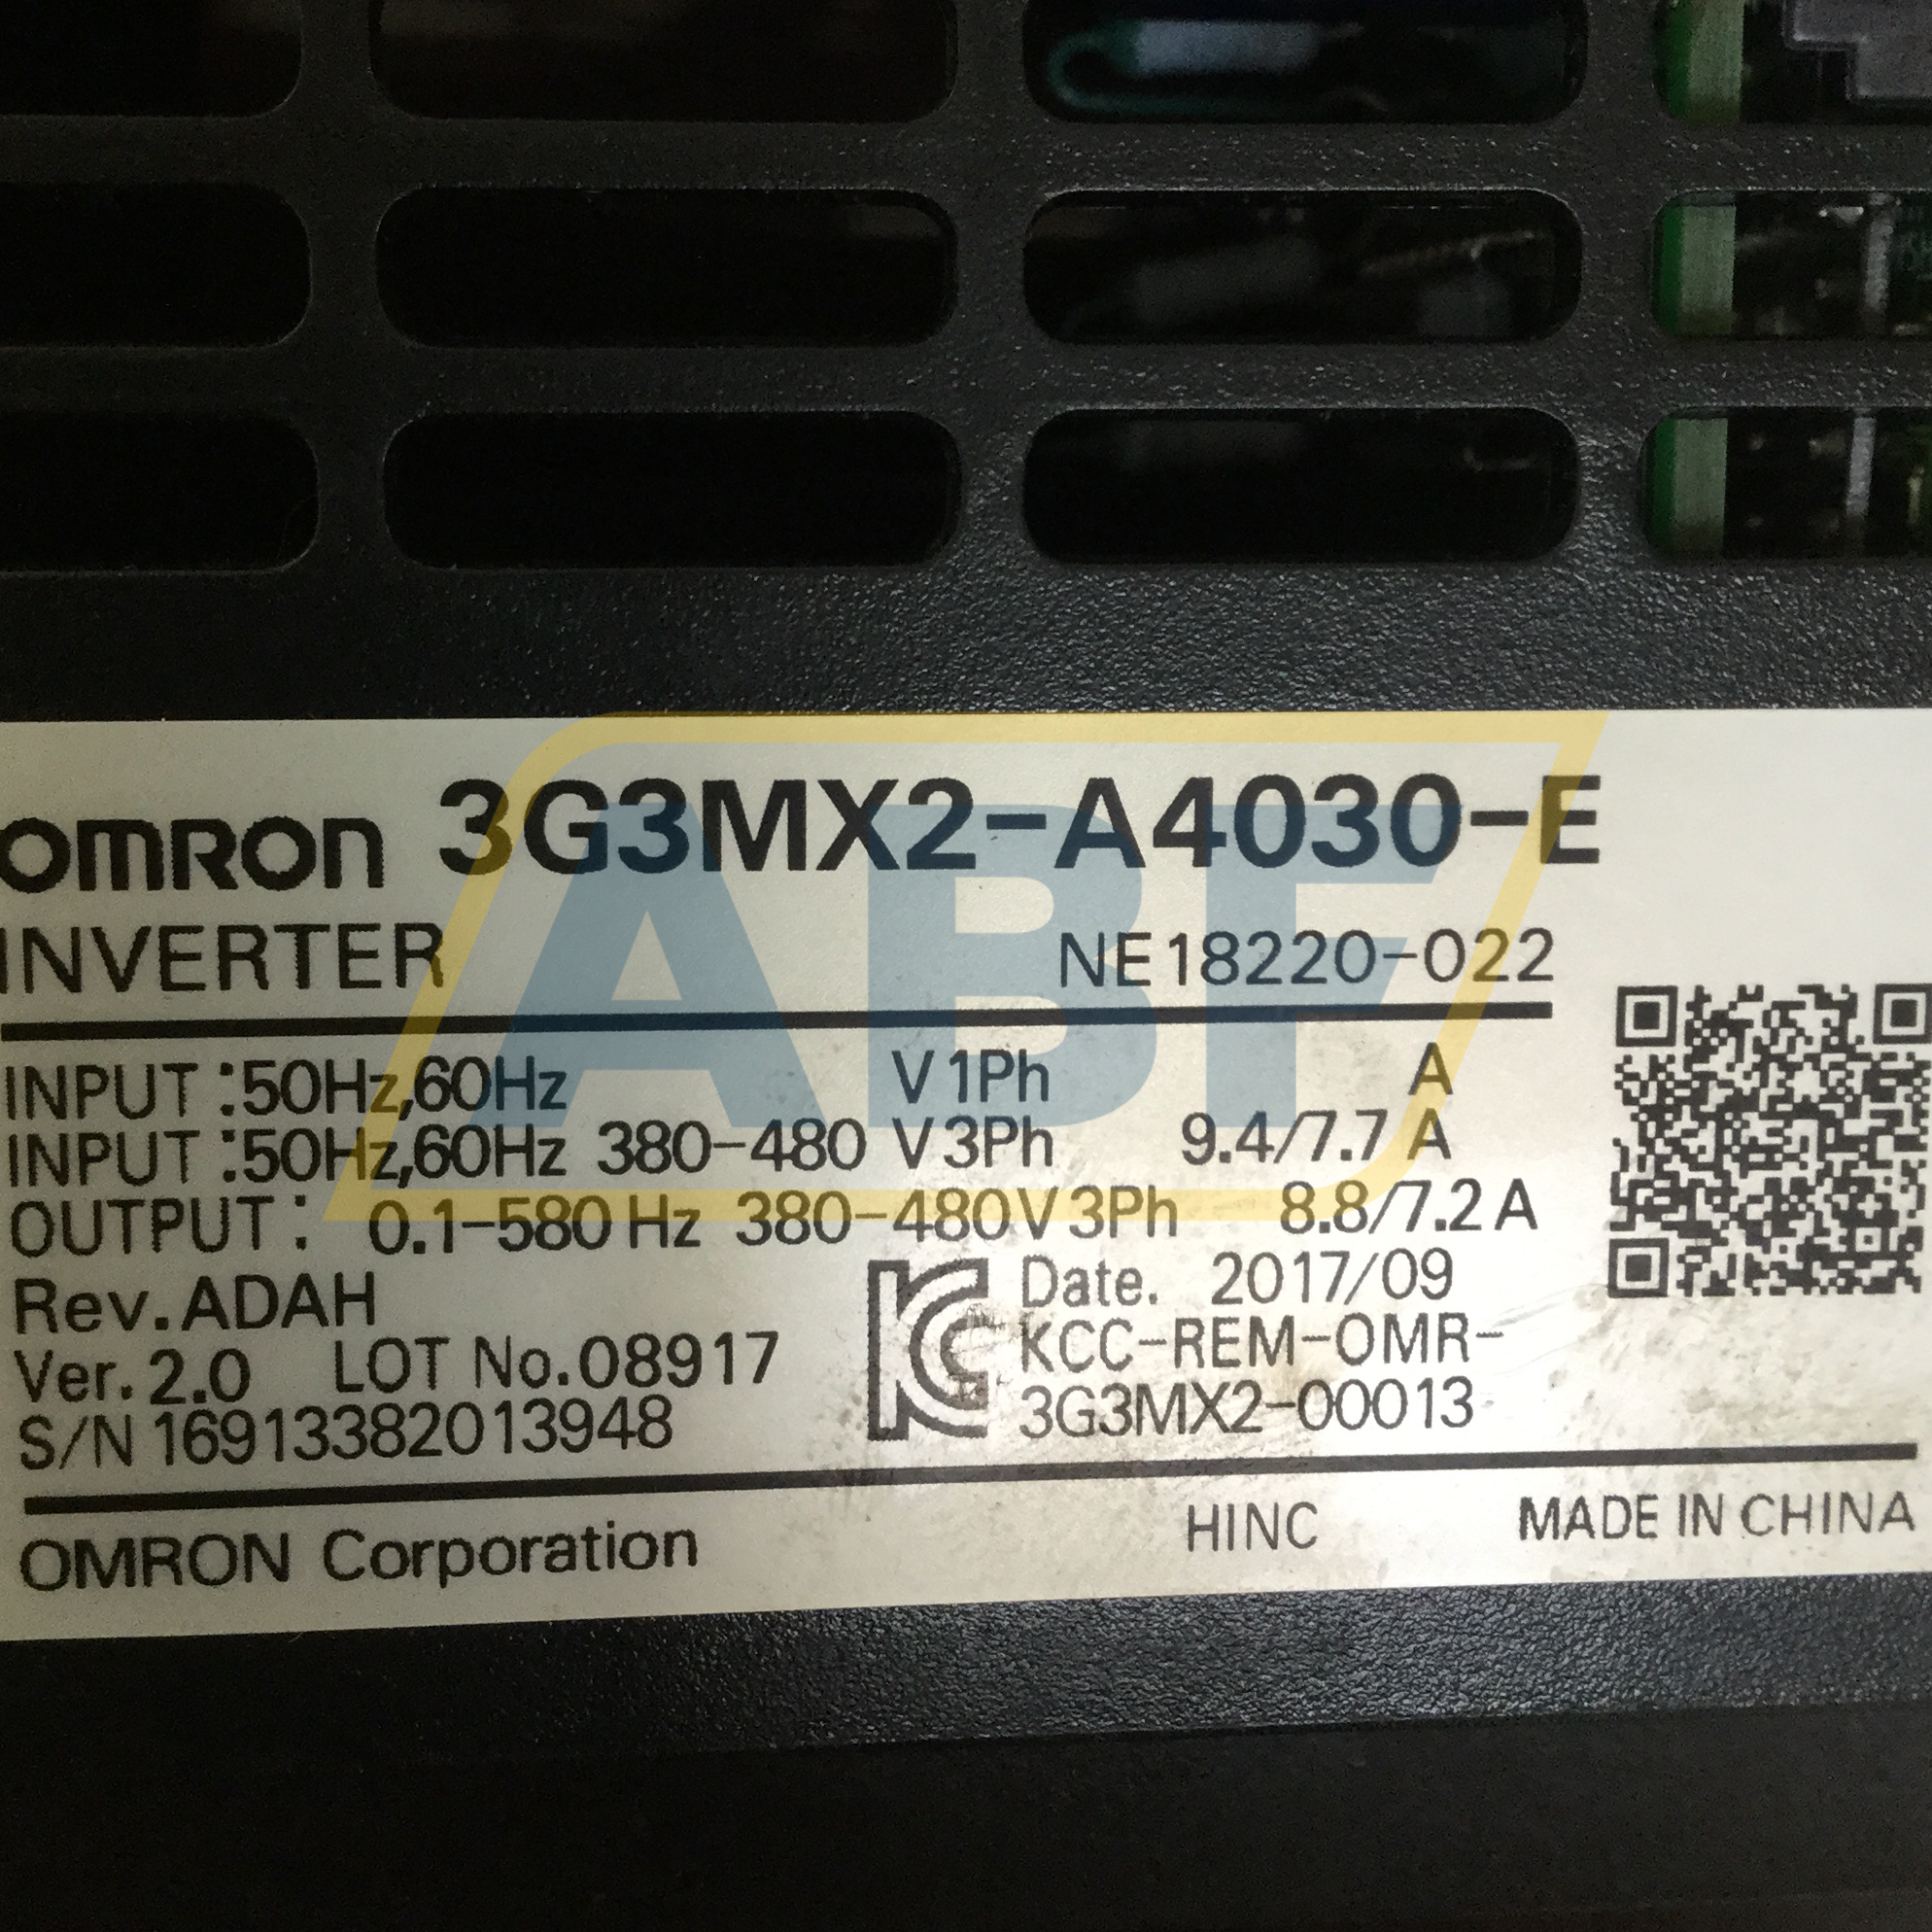 OMRON 3G3MX2-A4030-E
INVERTER NE18220-022
INPUT :50Hz,60Hz V 1Ph A
INPUT :50Hz,60Hz 380-480 V 3Ph 9.4/7.7 A
OUTPUT : 0.1-580 Hz 380-480V 3Ph 8.8/7.2 A
Rev.ADAH Date. 2017/09
Ver.2.0 LOT No.08917 KCC-REM-OMR-
S/N 16913382013948 3G3MX2-00013
OMRON Corporation HINC MADE IN CHINA
ABF